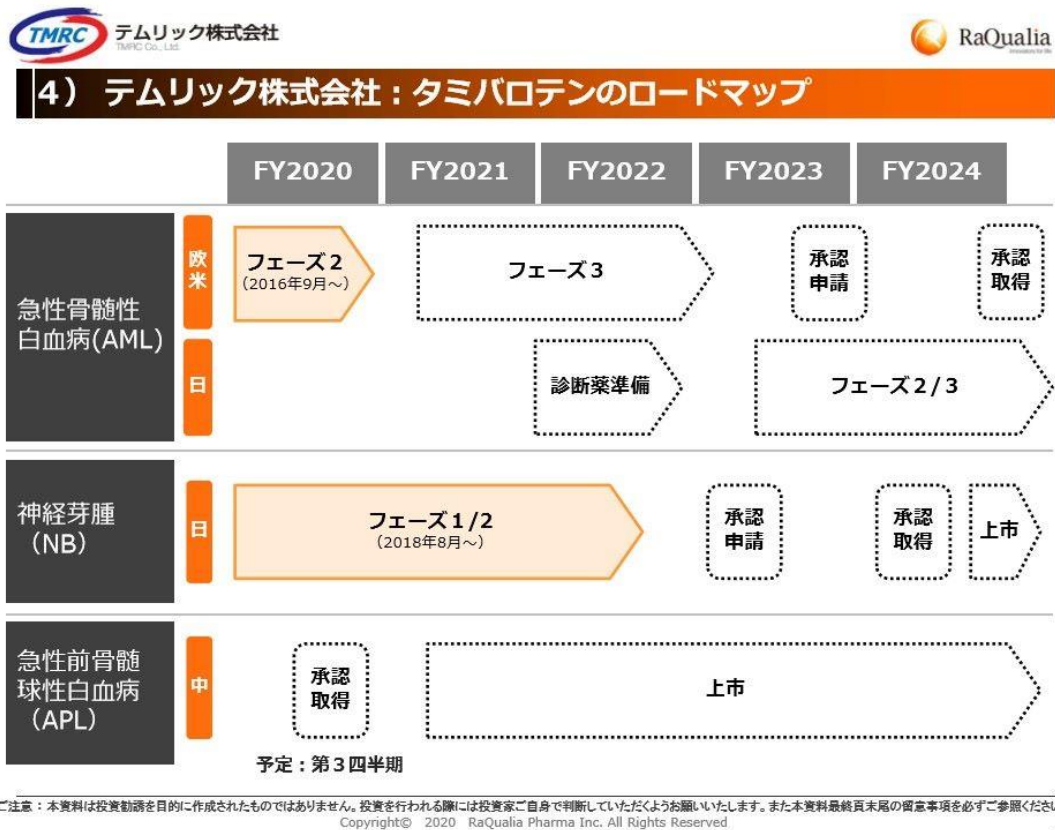 TMRC
テムリック株式会社
TMRC Co., Ltd.
RaQualia
innovators for life
4） テムリック株式会社：タミバロテンのロードマップ
FY2020 FY2021 FY2022 FY2023 FY2024
急性骨髄性
白血病(AML)
欧
米
フェーズ2
（2016年9月～）
フェーズ3
承認
申請
承認
取得
日
診断薬準備
フェーズ2/3
神経芽腫
（NB）
日
フェーズ1/2
（2018年8月～）
承認
申請
承認
取得
上市
急性前骨髄
球性白血病
（APL）
中
承認
取得
上市
予定：第3四半期
ご注意：本資料は投資勧誘を目的に作成されたものではありません。投資を行われる際には投資家ご自身で判断していただくようお願いいたします。また本資料最終頁末尾の留意事項を必ずご参照くださ
Copyright© 2020 RaQualia Pharma Inc. All Rights Reserved